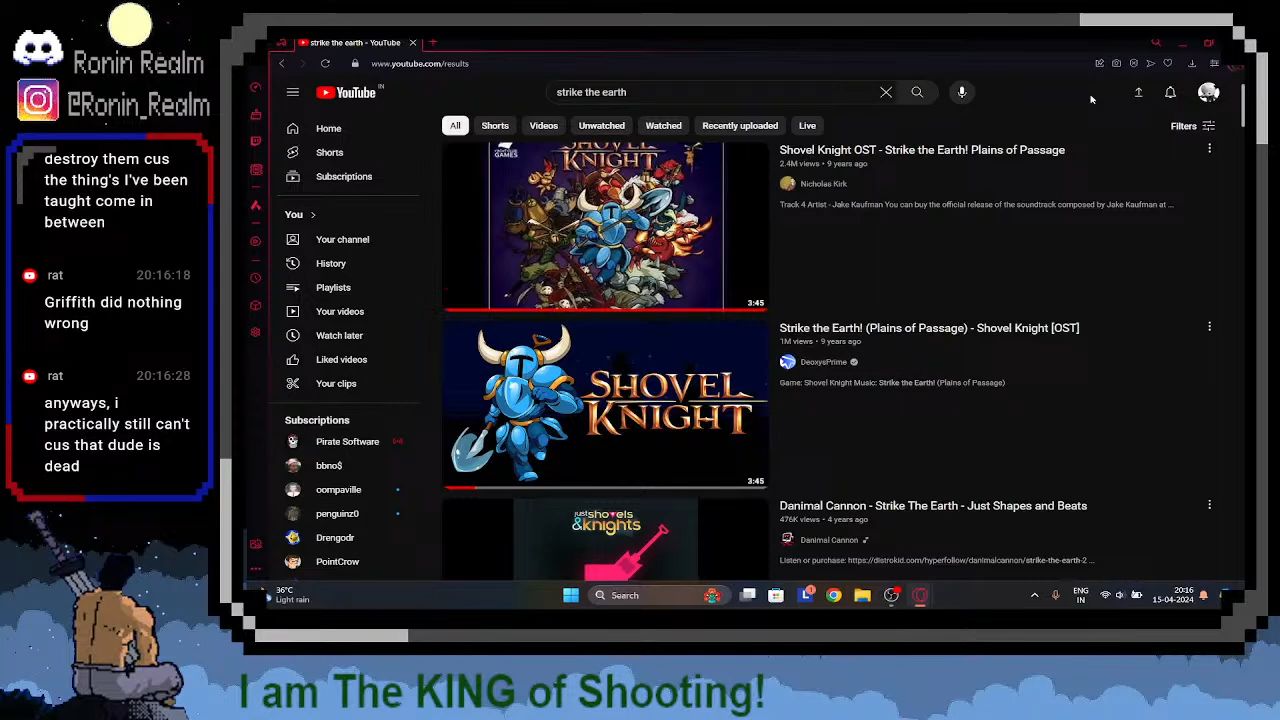 Ronin Realm
@Ronin_Realm
destroy them cus
the thing's I've been
taught come in
between
rat 20:16:18
Griffith did nothing
wrong
rat 20:16:28
anyways, i
practically still can't
cus that dude is
dead
strike the earth - YouTube
www.youtube.com/results
YouTube IN
strike the earth
Home
Shorts
Subscriptions
You
Your channel
History
Playlists
Your videos
Watch later
Liked videos
Your clips
Subscriptions
Pirate Software
bbno$
oompaville
penguinz0
Drengodr
PointCrow
All Shorts Videos Unwatched Watched Recently uploaded Live
Filters
GAMES
SHOVEL
KNIGHT
3:45
Shovel Knight OST - Strike the Earth! Plains of Passage
2.4M views • 9 years ago
Nicholas Kirk
Track 4 Artist - Jake Kaufman You can buy the official release of the soundtrack composed by Jake Kaufman at ...
SHOVEL
KNIGHT
3:45
Strike the Earth! (Plains of Passage) - Shovel Knight [OST]
1M views • 9 years ago
DeoxysPrime
Game: Shovel Knight Music: Strike the Earth! (Plains of Passage)
just shovels
& knights
Danimal Cannon - Strike The Earth - Just Shapes and Beats
476K views • 4 years ago
Danimal Cannon
Listen or purchase: https://distrokid.com/hyperfollow/danimalcannon/strike-the-earth-2 ...
36°C
Light rain
Search
ENG
IN
20:16
15-04-2024
I am The KING of Shooting!